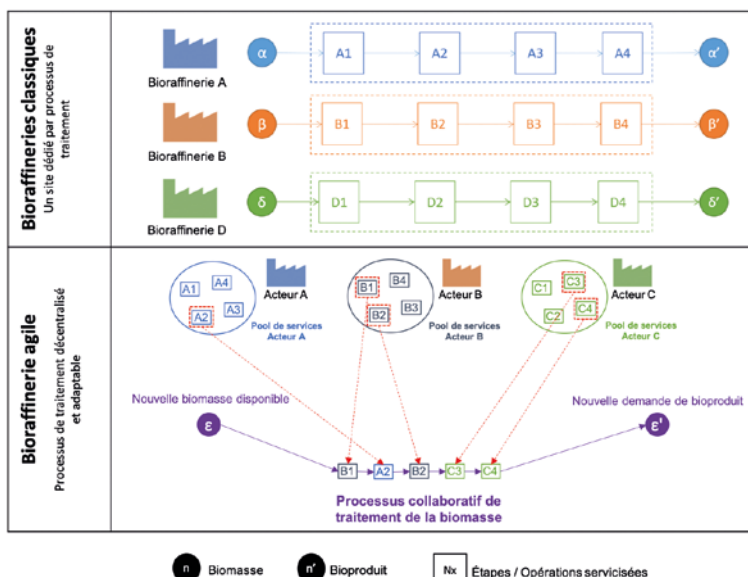 Bioraffineries classiques
Un site dédié par processus de
traitement
Bioraffinerie A
α
A1
A2
A3
A4
α'
Bioraffinerie B
β
B1
B2
B3
B4
β'
Bioraffinerie D
δ
D1
D2
D3
D4
δ'
Bioraffinerie agile
Processus de traitement décentralisé
et adaptable
A1
A4
A2
A3
Acteur A
Pool de services
Acteur A
B1
B4
B2
B3
Acteur B
Pool de services
Acteur B
C1
C3
C2
C4
Acteur C
Pool de services
Acteur C
Nouvelle biomasse disponible
ε
Nouvelle demande de bioproduit
ε'
B1
A2
B2
C3
C4
Processus collaboratif de
traitement de la biomasse
n
Biomasse
n'
Bioproduit
Nx
Étapes / Opérations servicisées